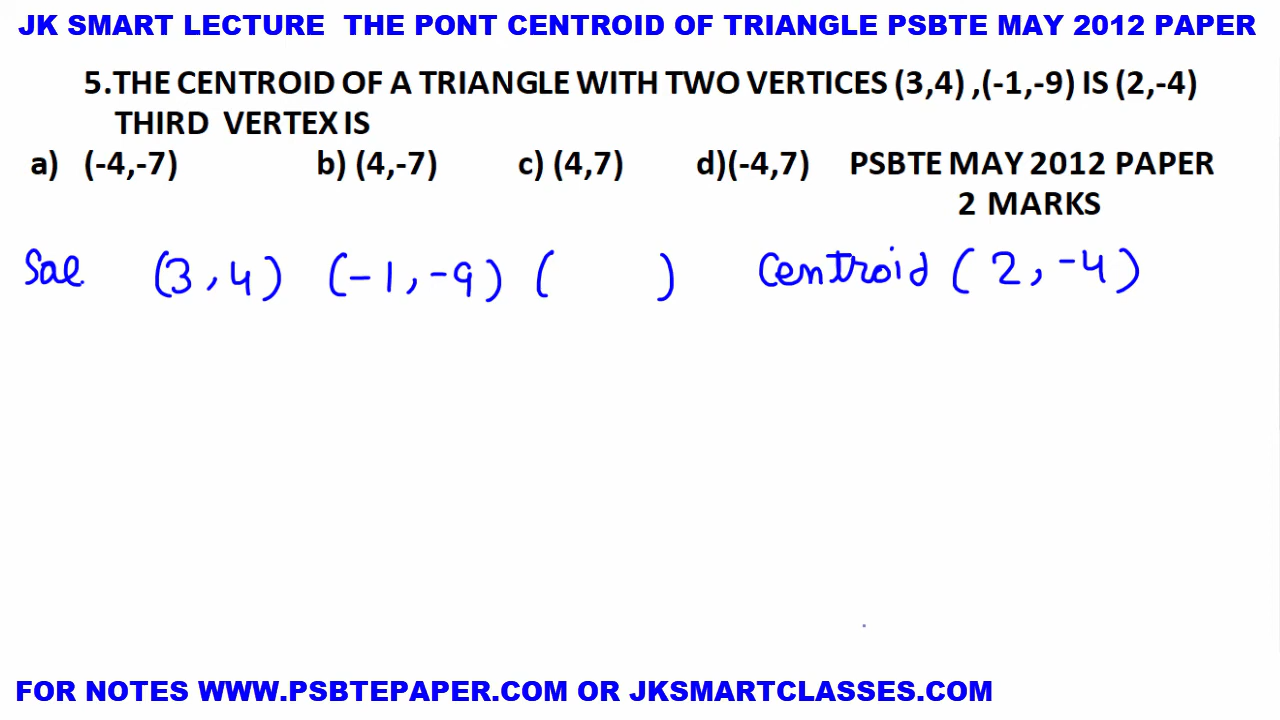 JK SMART LECTURE THE PONT CENTROID OF TRIANGLE PSBTE MAY 2012 PAPER
5.THE CENTROID OF A TRIANGLE WITH TWO VERTICES (3,4) ,(-1,-9) IS (2,-4)
THIRD VERTEX IS
a) (-4,-7) b) (4,-7) c) (4,7) d)(-4,7) PSBTE MAY 2012 PAPER
2 MARKS
Sol. (3,4) (-1,-9) ( ) Centroid (2,-4)
FOR NOTES WWW.PSBTEPAPER.COM OR JKSMARTCLASSES.COM